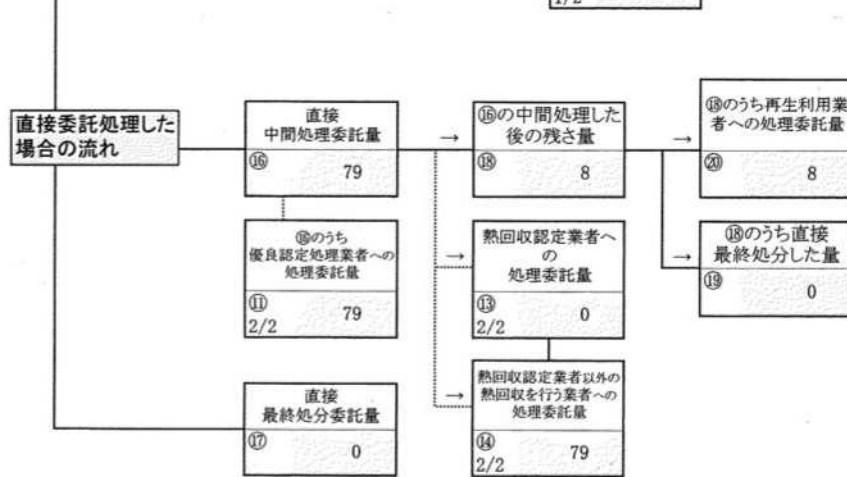 1/2
直接委託処理した
場合の流れ
直接
中間処理委託量
⑯
79
→
⑯の中間処理した
後の残さ量
⑱
8
→
⑱のうち再生利用業
者への処理委託量
⑳
8
⑯のうち
優良認定処理業者への
処理委託量
⑪
2/2
79
→
熱回収認定業者へ
の
処理委託量
⑬
2/2
0
→
⑱のうち直接
最終処分した量
⑲
0
直接
最終処分委託量
⑰
0
→
熱回収認定業者以外の
熱回収を行う業者への
処理委託量
⑭
2/2
79